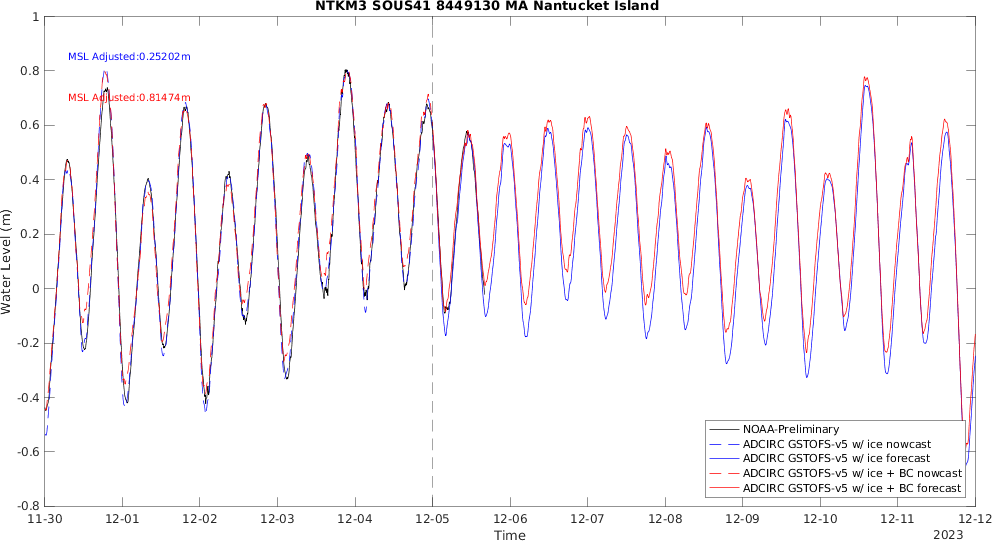 NTKM3 SOUS41 8449130 MA Nantucket Island
MSL Adjusted:0.25202m
MSL Adjusted:0.81474m
Water Level (m)
1
0.8
0.6
0.4
0.2
0
-0.2
-0.4
-0.6
-0.8
NOAA-Preliminary
ADCIRC GSTOFS-v5 w/ ice nowcast
ADCIRC GSTOFS-v5 w/ ice forecast
ADCIRC GSTOFS-v5 w/ ice + BC nowcast
ADCIRC GSTOFS-v5 w/ ice + BC forecast
11-30 12-01 12-02 12-03 12-04 12-05 12-06 12-07 12-08 12-09 12-10 12-11 12-12
Time
2023